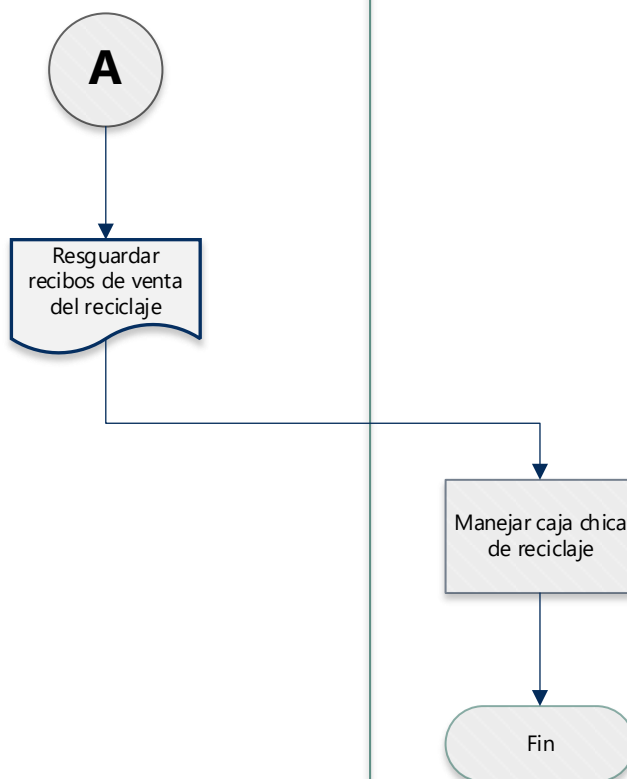 A
Resguardar
recibos de venta
del reciclaje
Manejar caja chica
de reciclaje
Fin